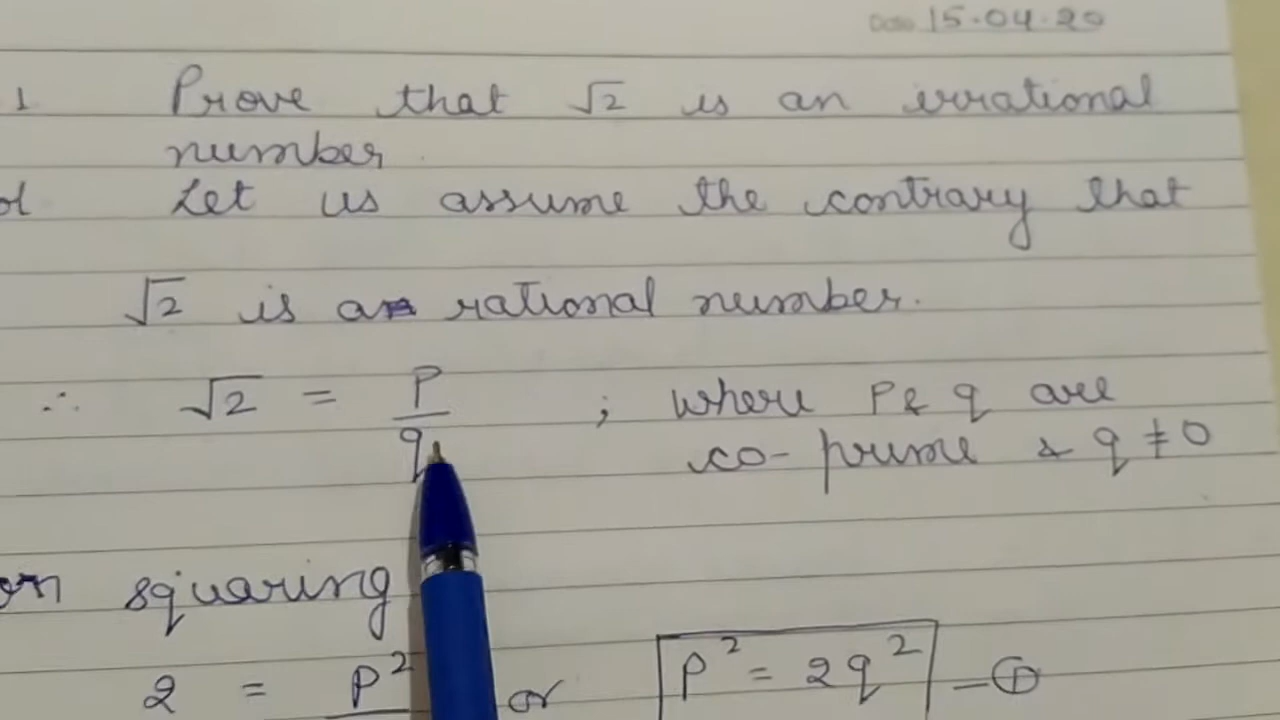 Date 15.04.20
1 Prove that √2 is an irrational
number.
ol Let us assume the contrary that
√2 is a rational number.
∴ √2 = P/q ; where P & q are
co-prime & q ≠ 0
on squaring
2 = P² or P² = 2q² —①